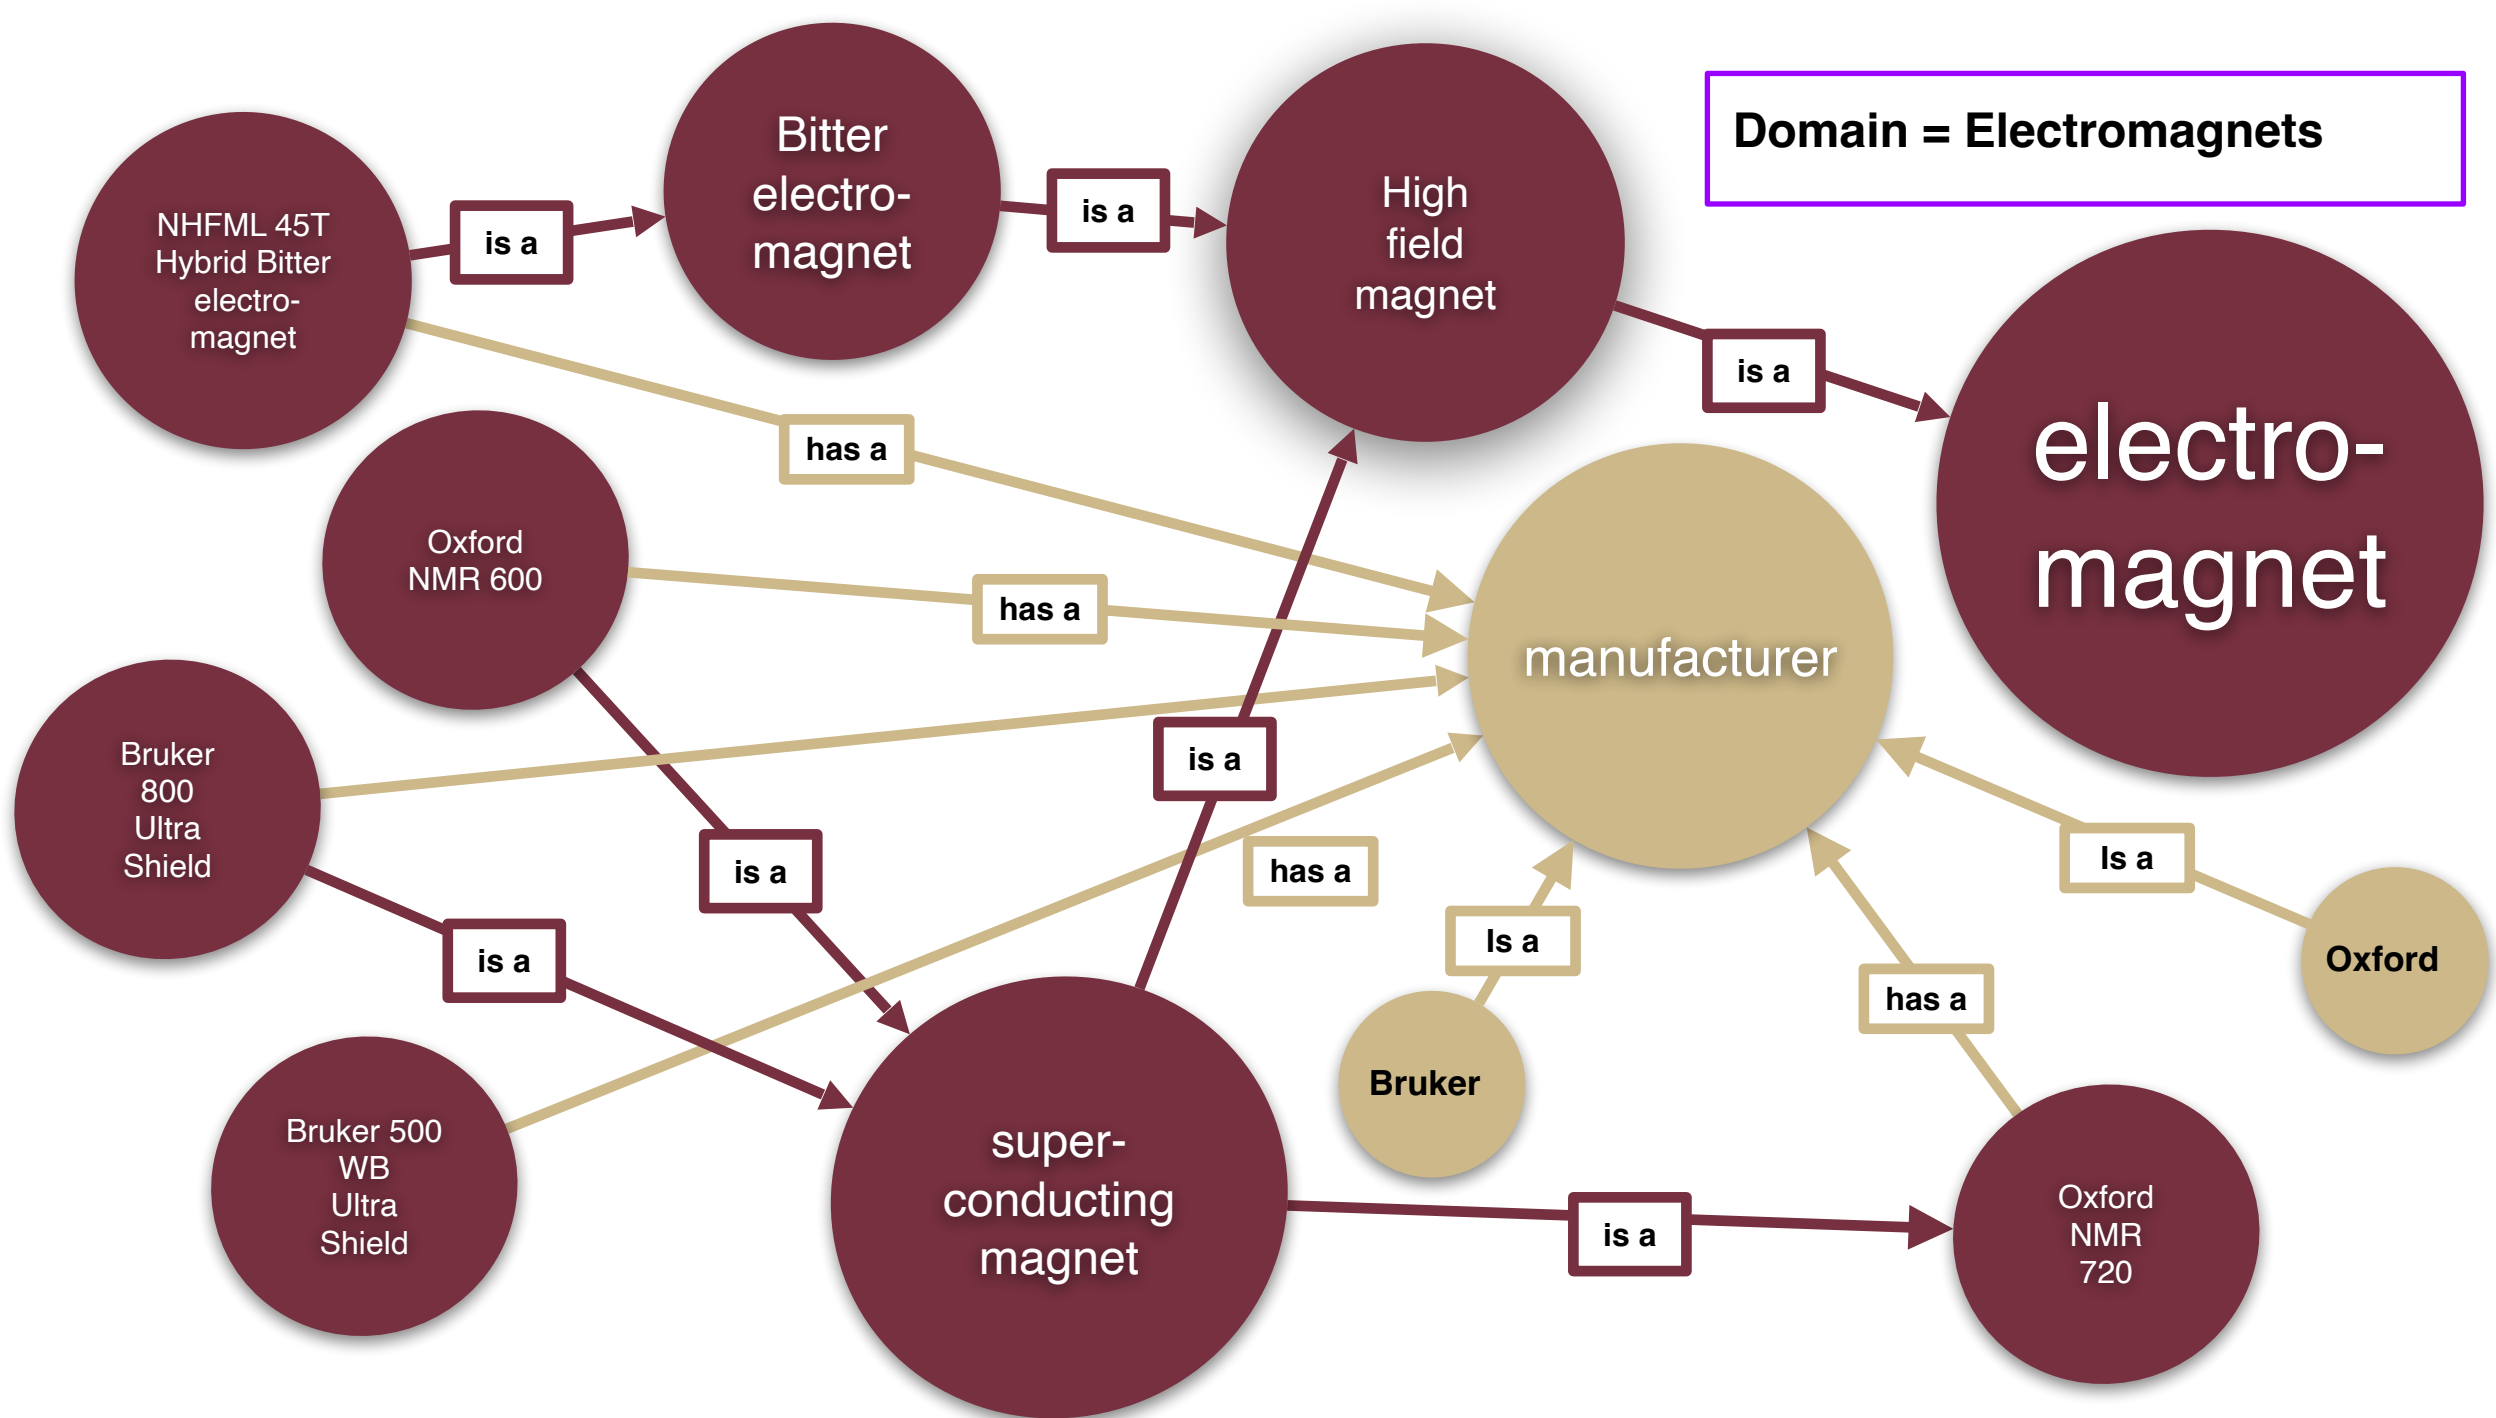 Domain = Electromagnets
NHFML 45T
Hybrid Bitter
electro-
magnet
is a
Bitter
electro-
magnet
is a
High
field
magnet
is a
electro-
magnet
has a
Oxford
NMR 600
has a
manufacturer
Bruker
800
Ultra
Shield
is a
is a
has a
is a
Is a
Is a
Oxford
Bruker
has a
Bruker 500
WB
Ultra
Shield
super-
conducting
magnet
is a
Oxford
NMR
720